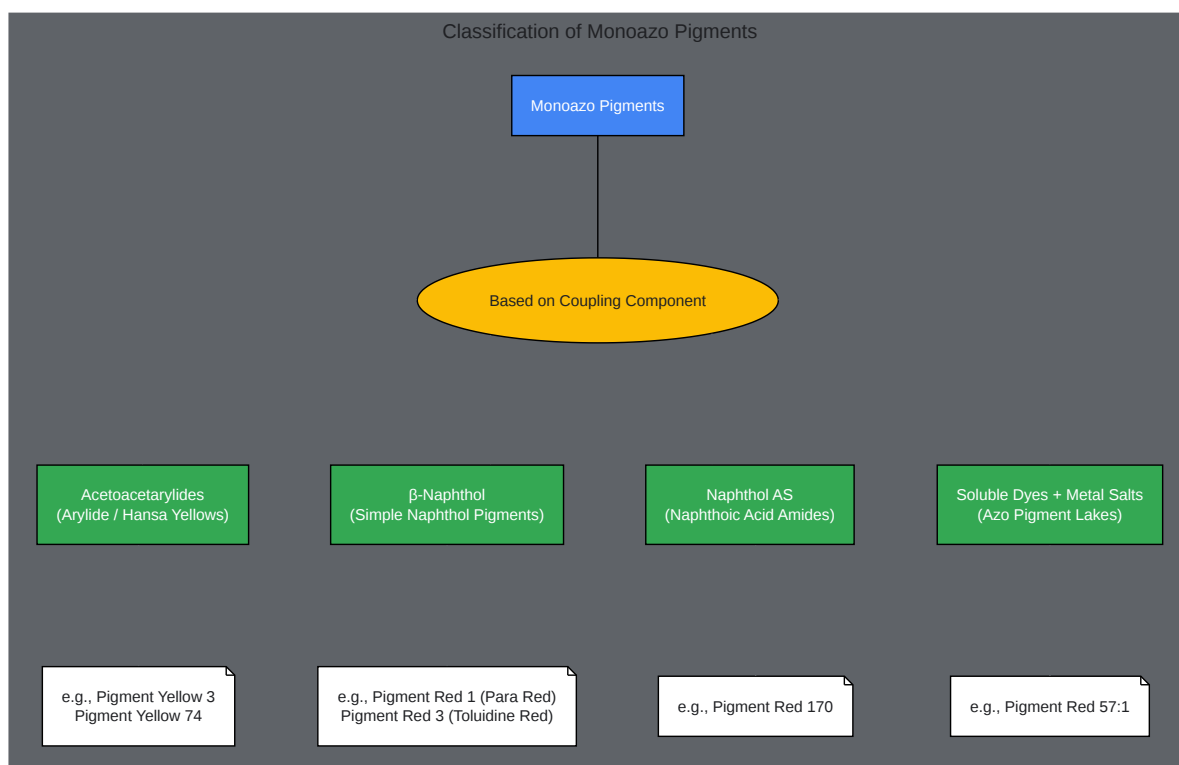 Classification of Monoazo Pigments
Monoazo Pigments
Based on Coupling Component
Acetoacetarylides
(Arylide / Hansa Yellows)
β-Naphthol
(Simple Naphthol Pigments)
Naphthol AS
(Naphthoic Acid Amides)
Soluble Dyes + Metal Salts
(Azo Pigment Lakes)
e.g., Pigment Yellow 3
Pigment Yellow 74
e.g., Pigment Red 1 (Para Red)
Pigment Red 3 (Toluidine Red)
e.g., Pigment Red 170
e.g., Pigment Red 57:1